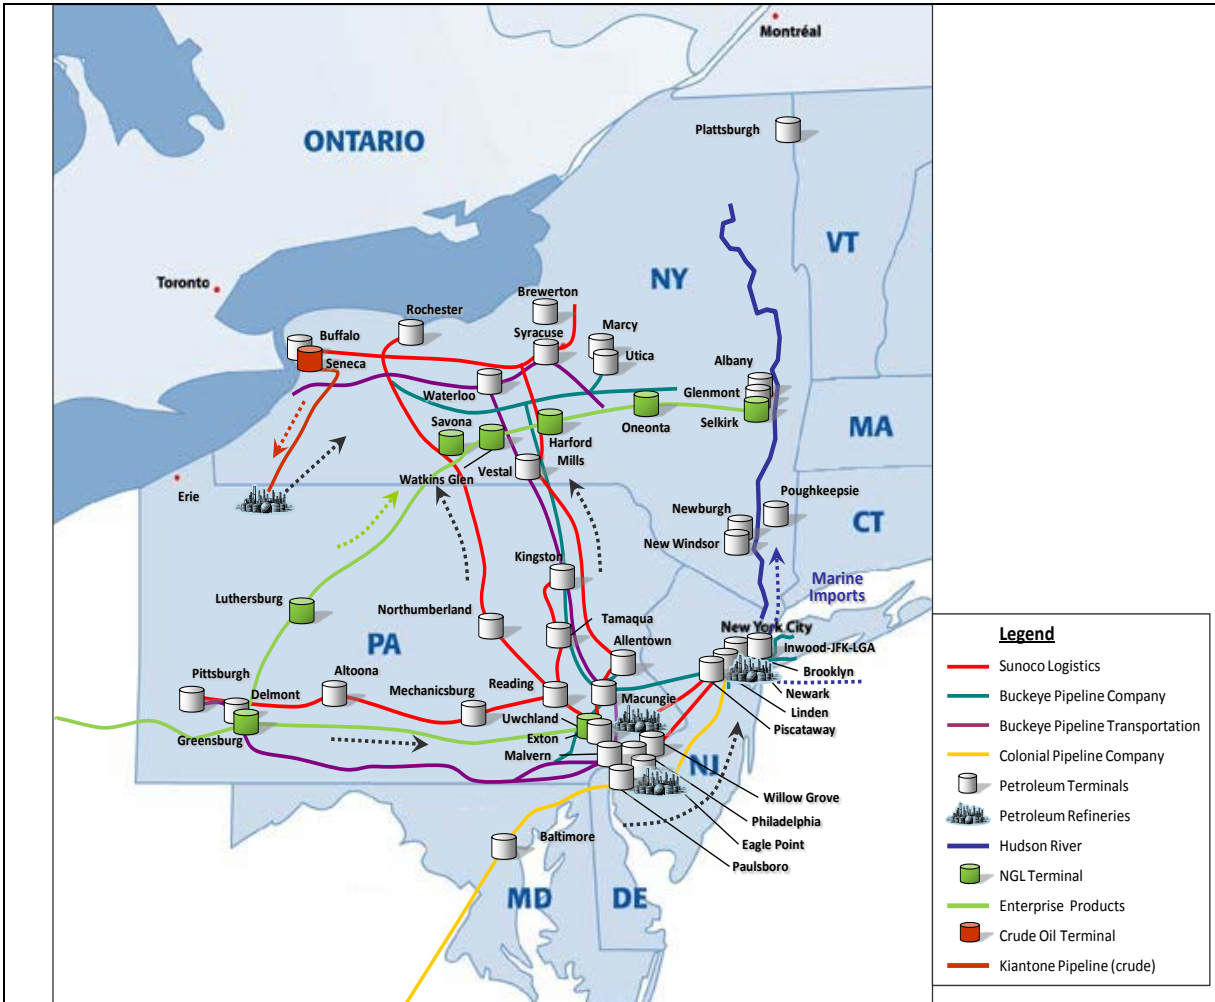 Montréal
Plattsburgh
ONTARIO
VT
NY
Toronto
Brewerton
Rochester
Marcy
Buffalo
Syracuse
Utica
Seneca
Albany
Waterloo
Glenmont
Savona
Oneonta
Selkirk
MA
Harford
Mills
Watkins Glen
Vestal
Erie
Poughkeepsie
Newburgh
CT
New Windsor
Kingston
Marine
Imports
Luthersburg
Northumberland
Tamaqua
New York City
PA
Allentown
Inwood-JFK-LGA
Pittsburgh
Altoona
Brooklyn
Delmont
Mechanicsburg
Reading
Macungie
Newark
Linden
Uwchland
Piscataway
Greensburg
Exton
Malvern
NJ
Willow Grove
Philadelphia
Baltimore
Eagle Point
Paulsboro
MD
DE
Legend
Sunoco Logistics
Buckeye Pipeline Company
Buckeye Pipeline Transportation
Colonial Pipeline Company
Petroleum Terminals
Petroleum Refineries
Hudson River
NGL Terminal
Enterprise Products
Crude Oil Terminal
Kiantone Pipeline (crude)